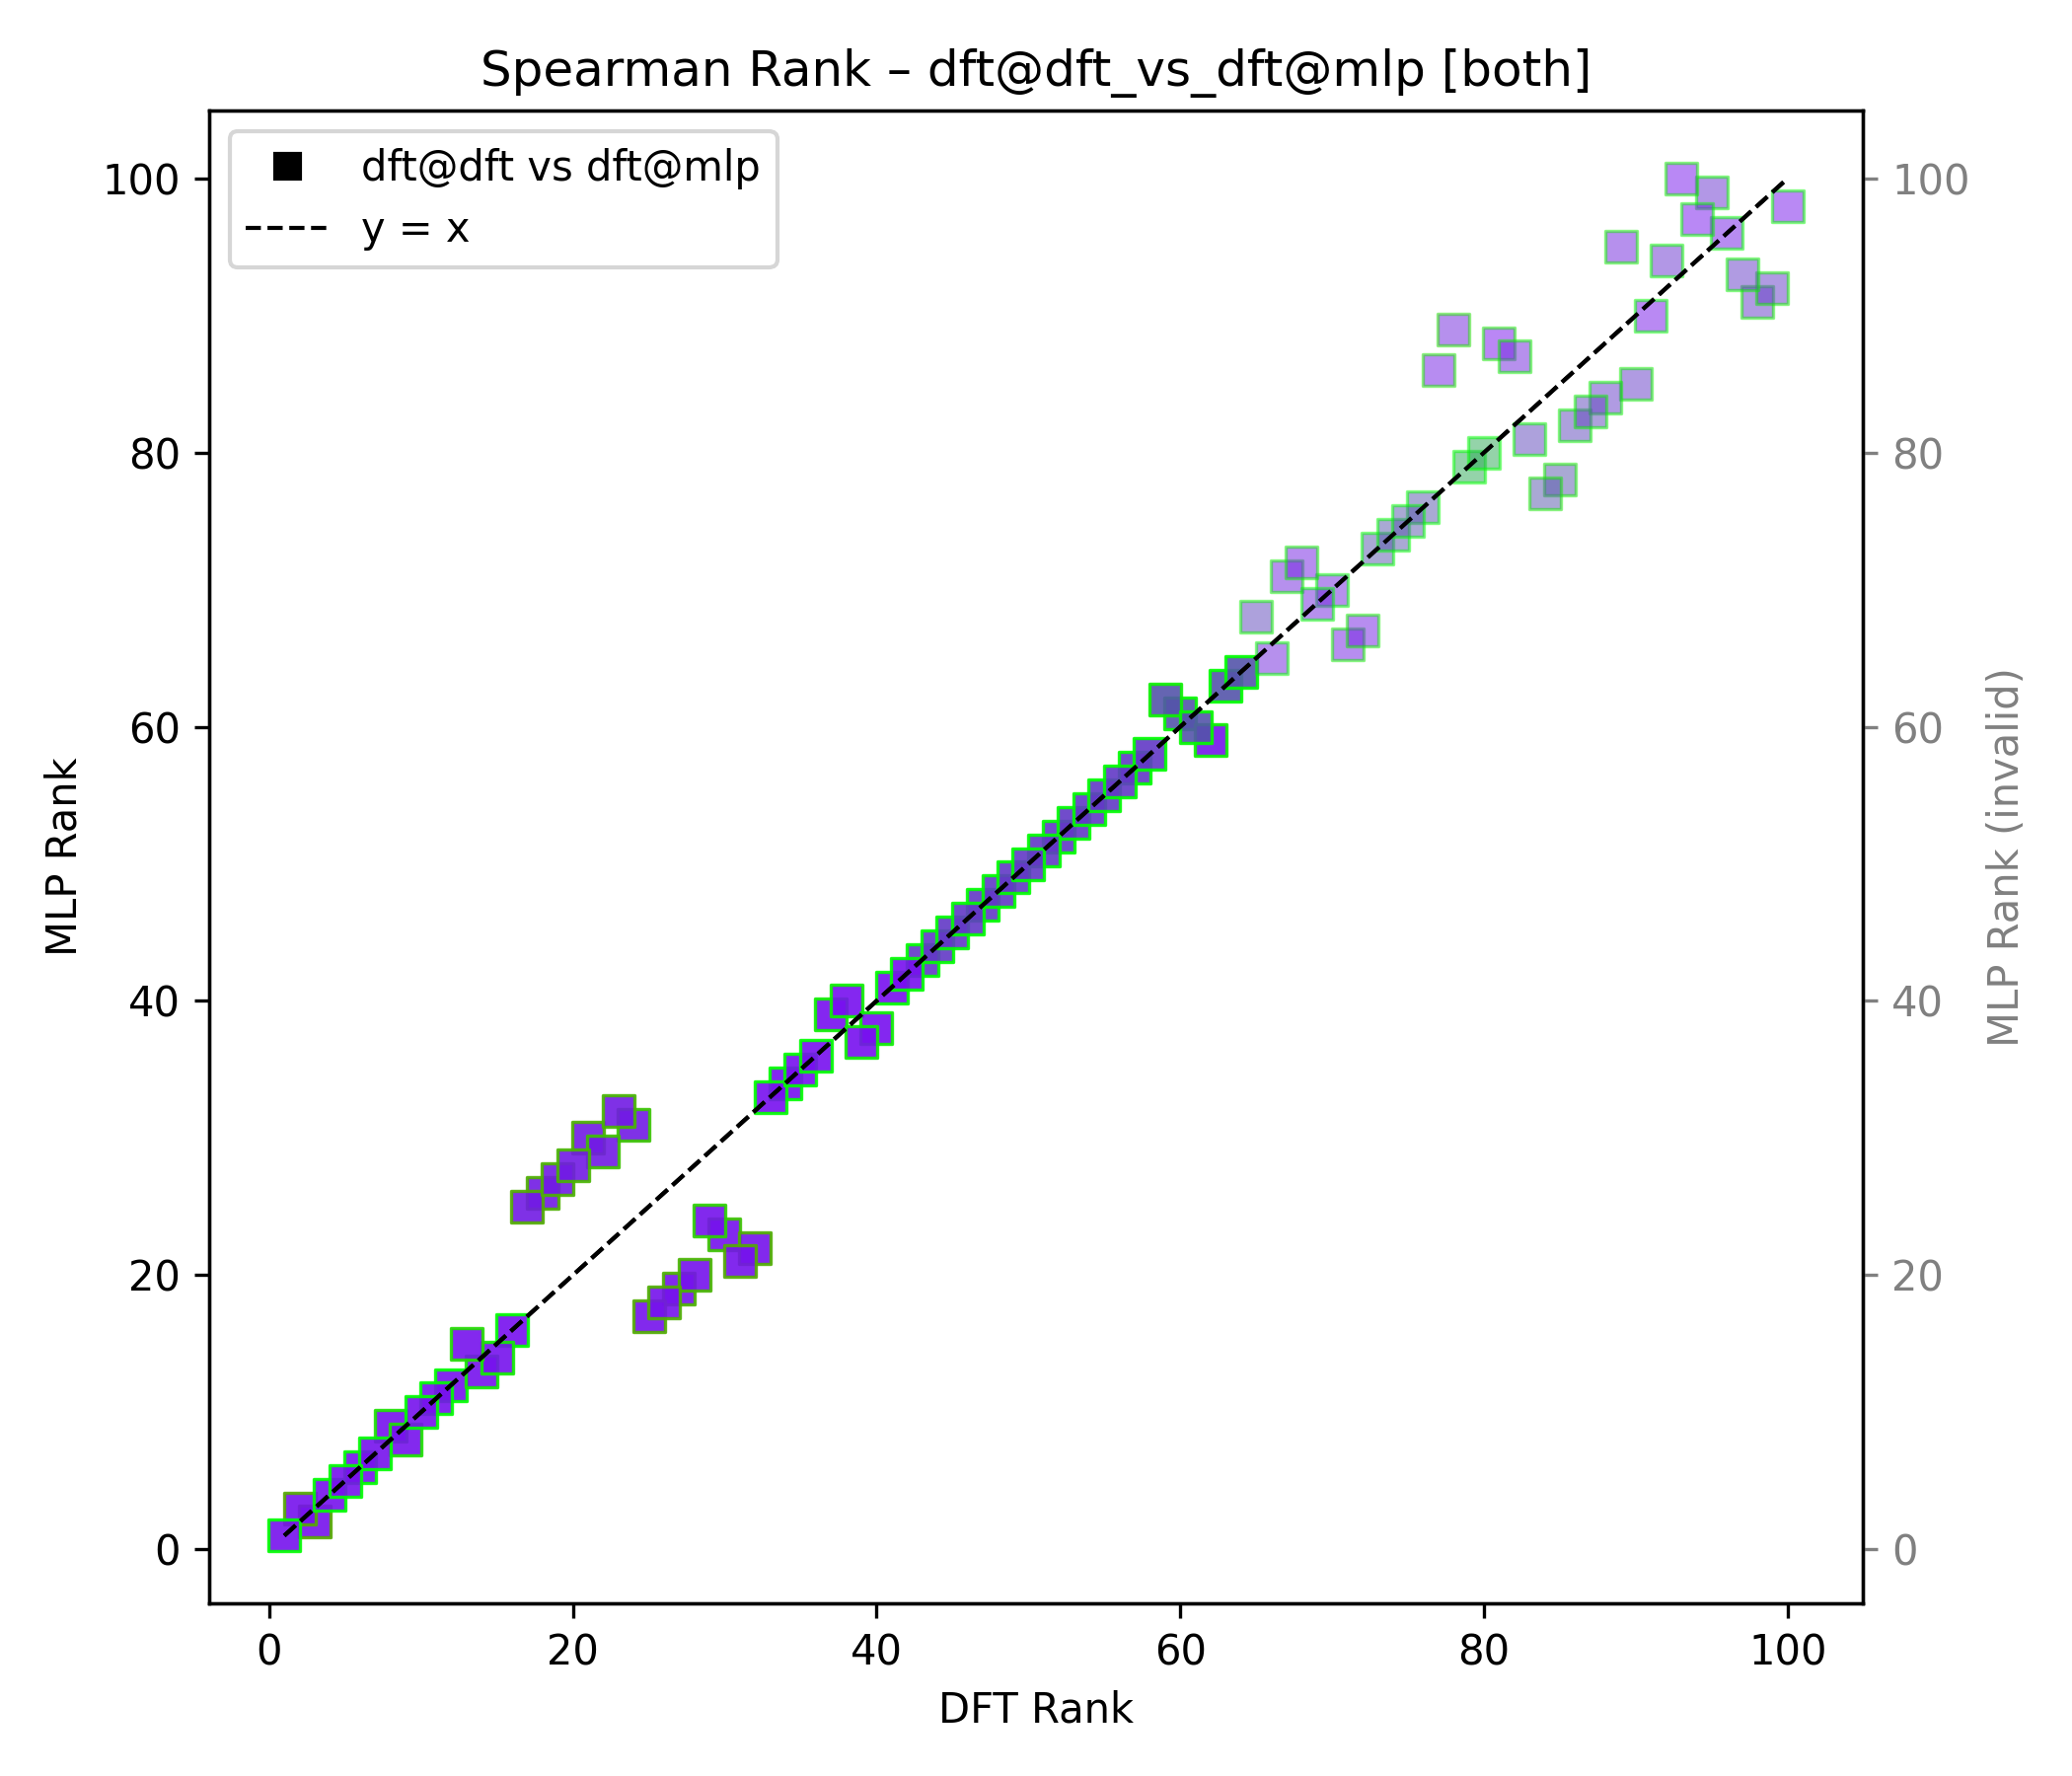 Spearman Rank – dft@dft_vs_dft@mlp [both]
dft@dft vs dft@mlp
y = x
100
80
60
40
20
0
MLP Rank
100
80
60
40
20
0
MLP Rank (invalid)
0 20 40 60 80 100
DFT Rank